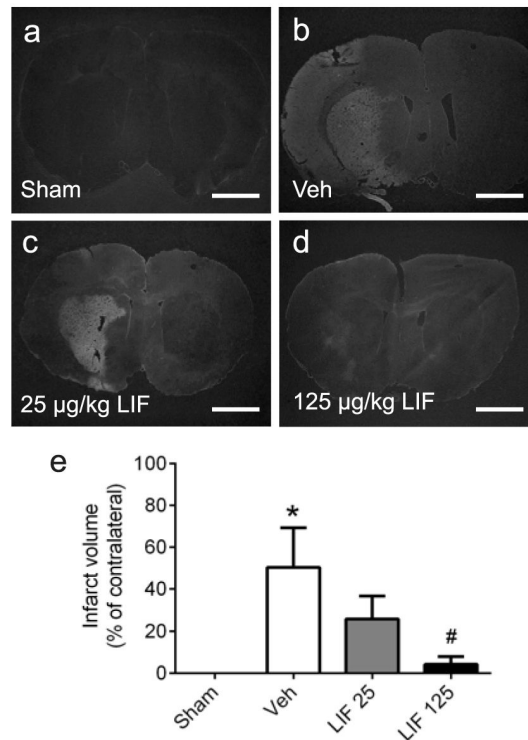 a
Sham
b
Veh
c
25 µg/kg LIF
d
125 µg/kg LIF
e
Infarct volume
(% of contralateral)
100
80
60
40
20
0
*
#
Sham
Veh
LIF 25
LIF 125